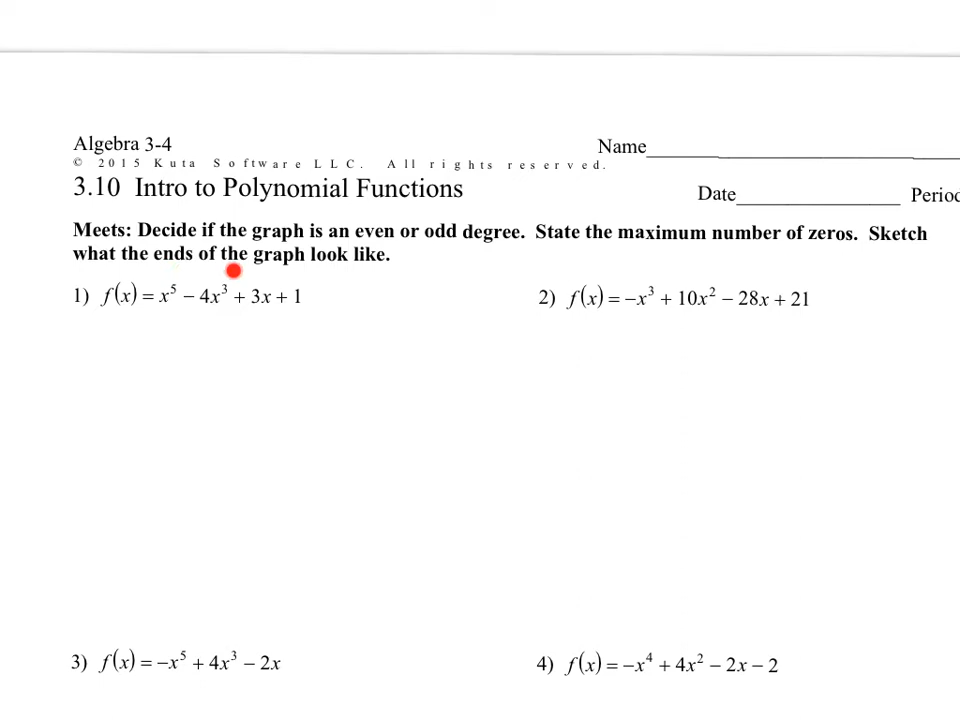 Algebra 3-4
Name
© 2015 Kuta Software LLC. All rights reserved.
3.10 Intro to Polynomial Functions
Date Period
Meets: Decide if the graph is an even or odd degree. State the maximum number of zeros. Sketch
what the ends of the graph look like.
1) f(x) = x⁵ − 4x³ + 3x + 1
2) f(x) = −x³ + 10x² − 28x + 21
3) f(x) = −x⁵ + 4x³ − 2x
4) f(x) = −x⁴ + 4x² − 2x − 2